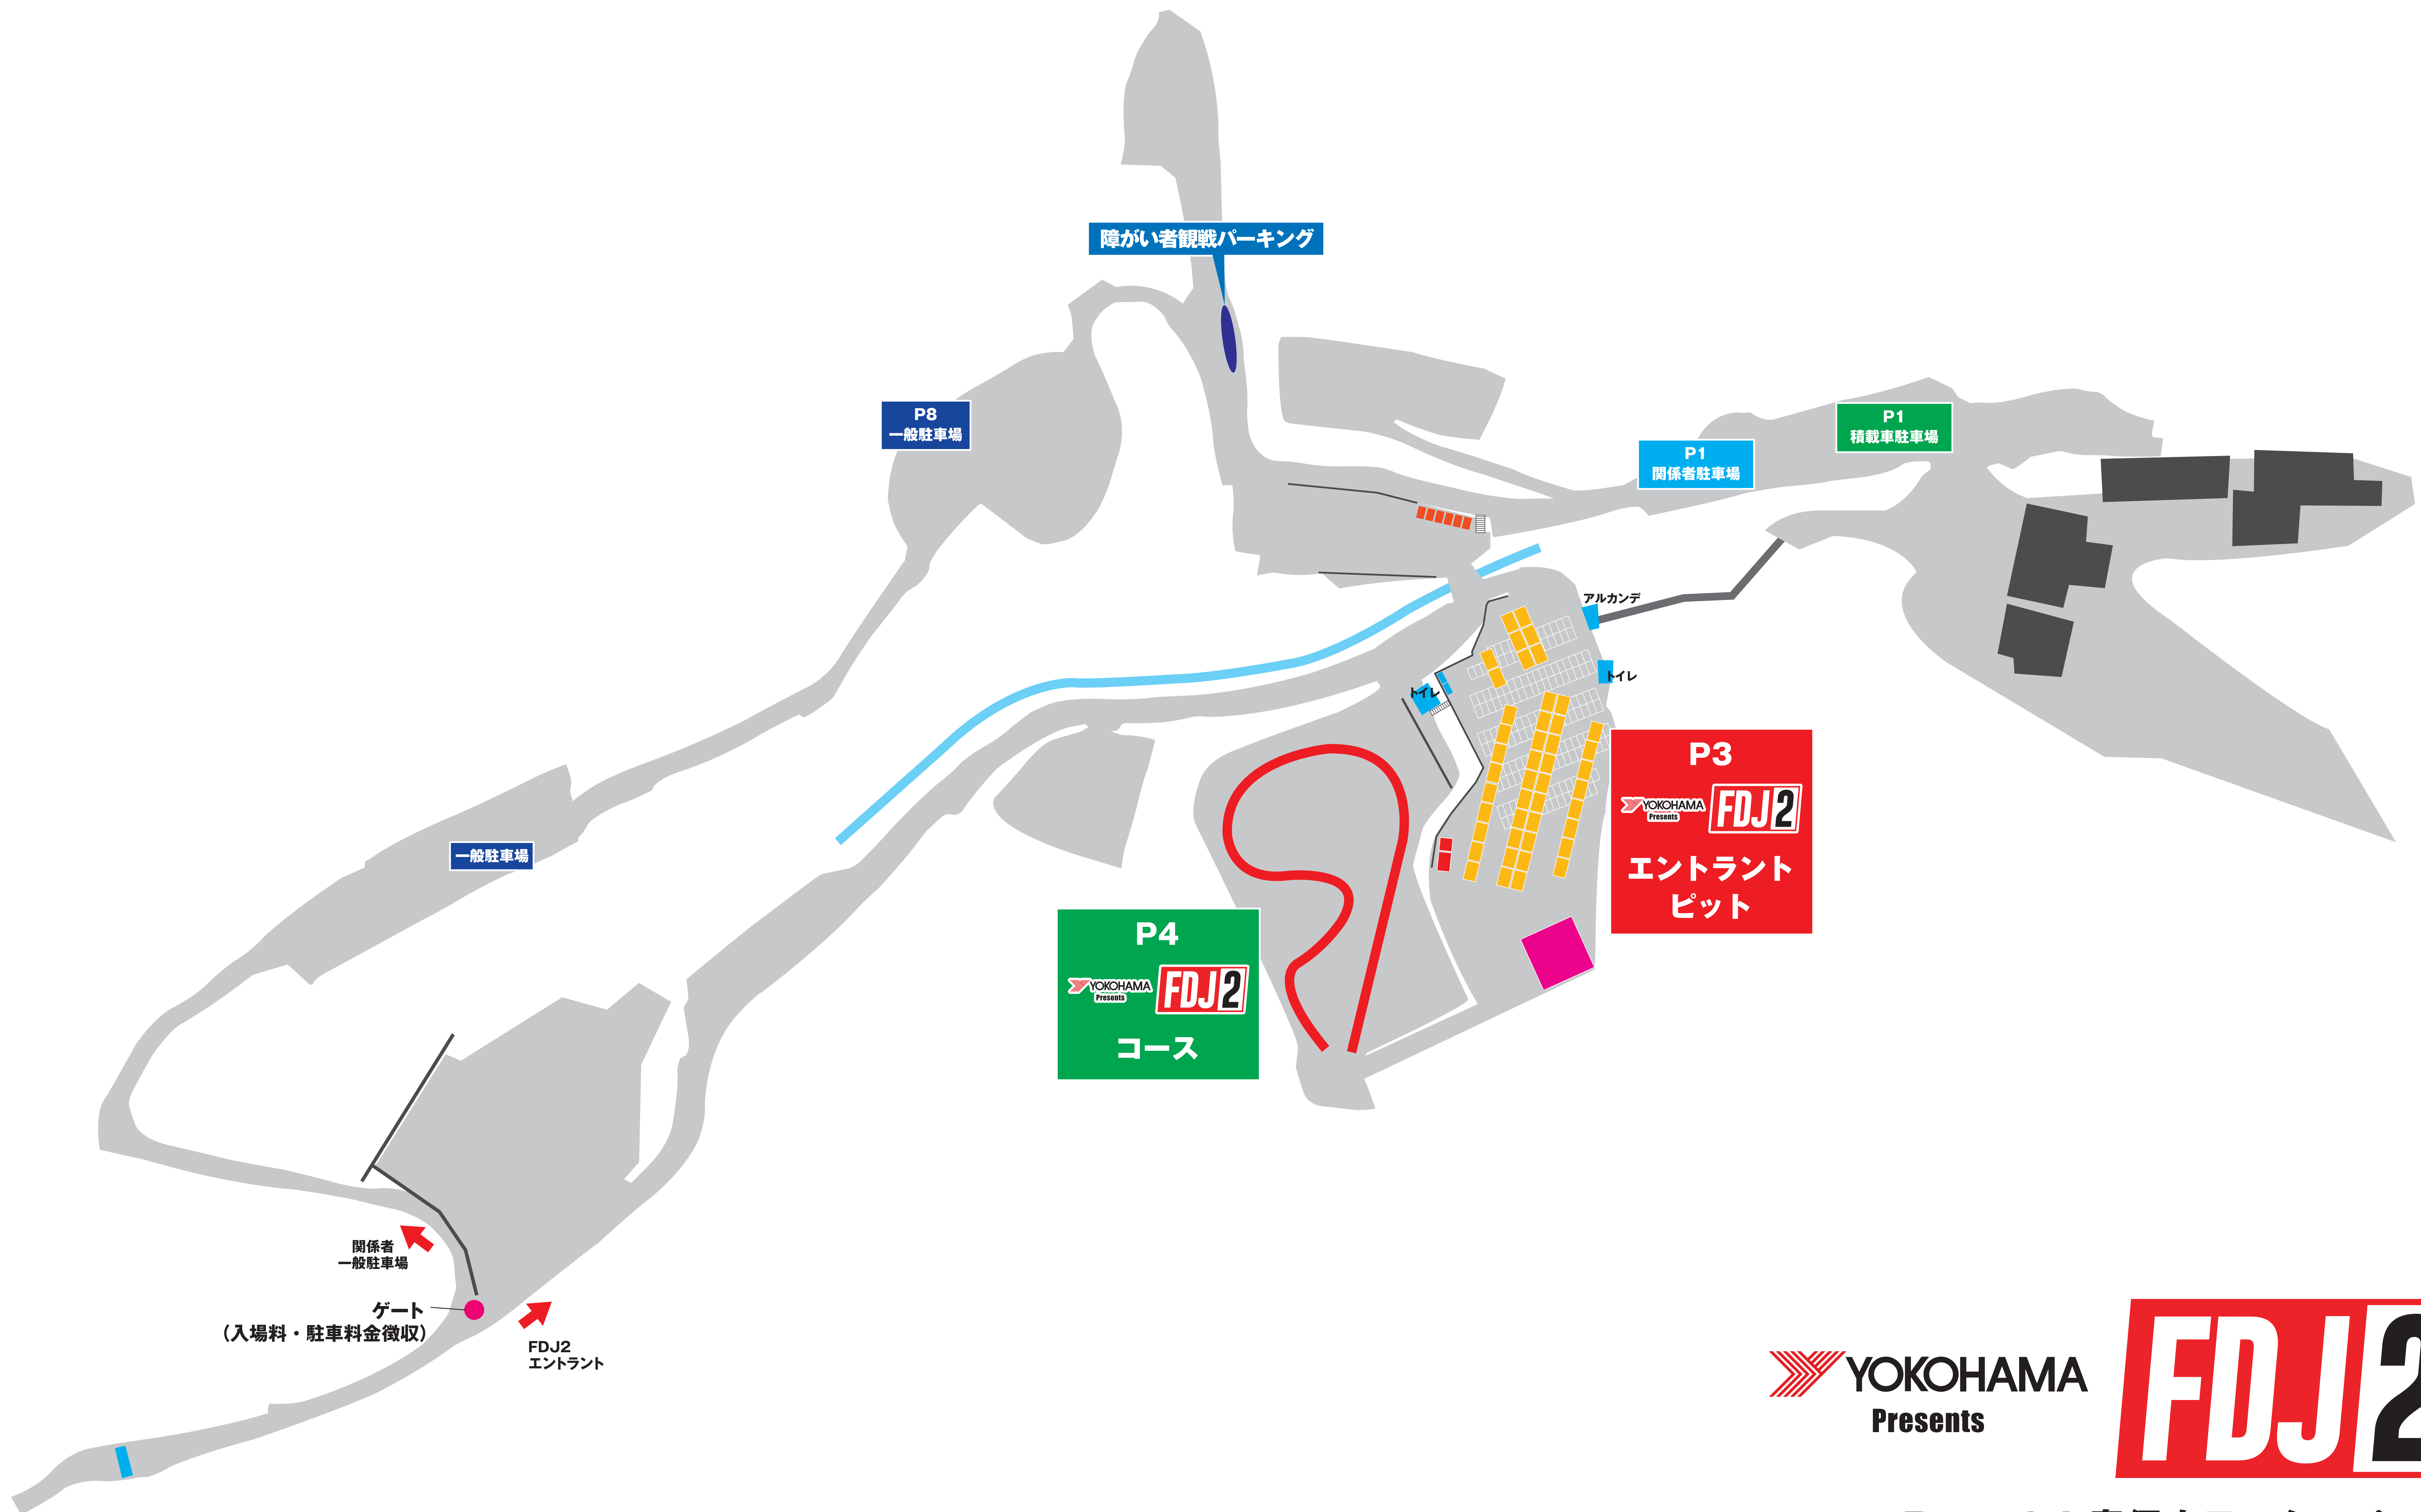 障がい者観戦パーキング
P8
一般駐車場
P1
関係者駐車場
P1
積載車駐車場
アルカンデ
トイレ
トイレ
P3
YOKOHAMA
Presents
FDJ2
エントラント
ピット
一般駐車場
P4
YOKOHAMA
Presents
FDJ2
コース
関係者
一般駐車場
ゲート
（入場料・駐車料金徴収）
FDJ2
エントラント
YOKOHAMA
Presents
FDJ2